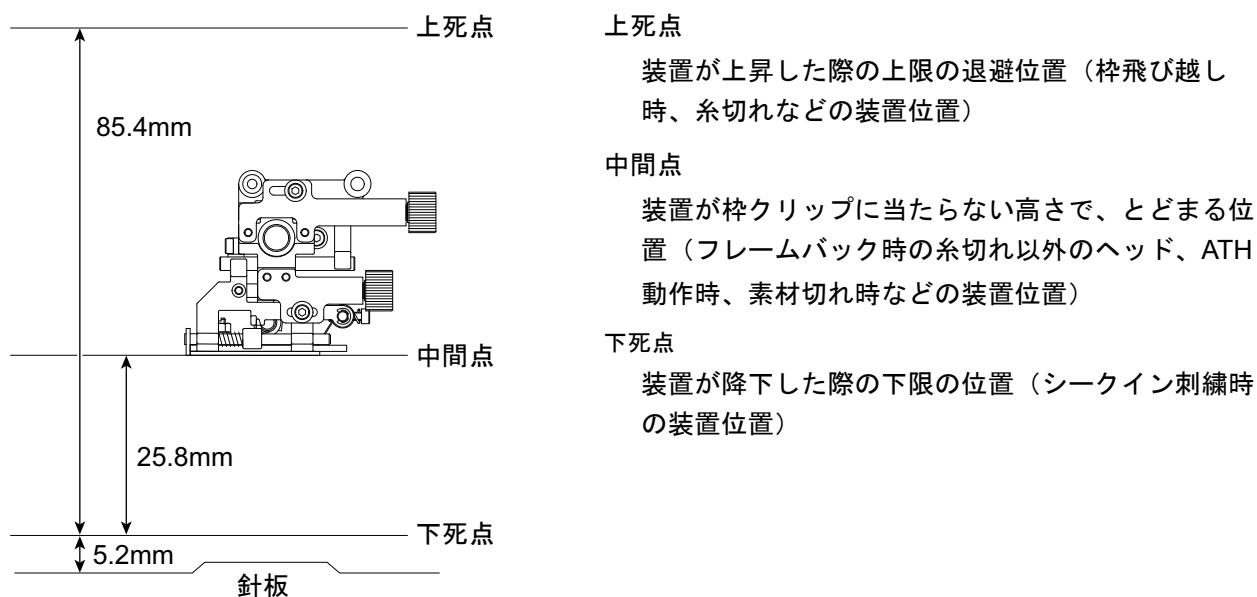 上死点
85.4mm
中間点
25.8mm
下死点
5.2mm
針板
上死点
装置が上昇した際の上限の退避位置（枠飛び越し
時、糸切れなどの装置位置）
中間点
装置が枠クリップに当たらない高さで、とどまる位
置（フレームバック時の糸切れ以外のヘッド、ATH
動作時、素材切れ時などの装置位置）
下死点
装置が降下した際の下限の位置（シークイン刺繍時
の装置位置）